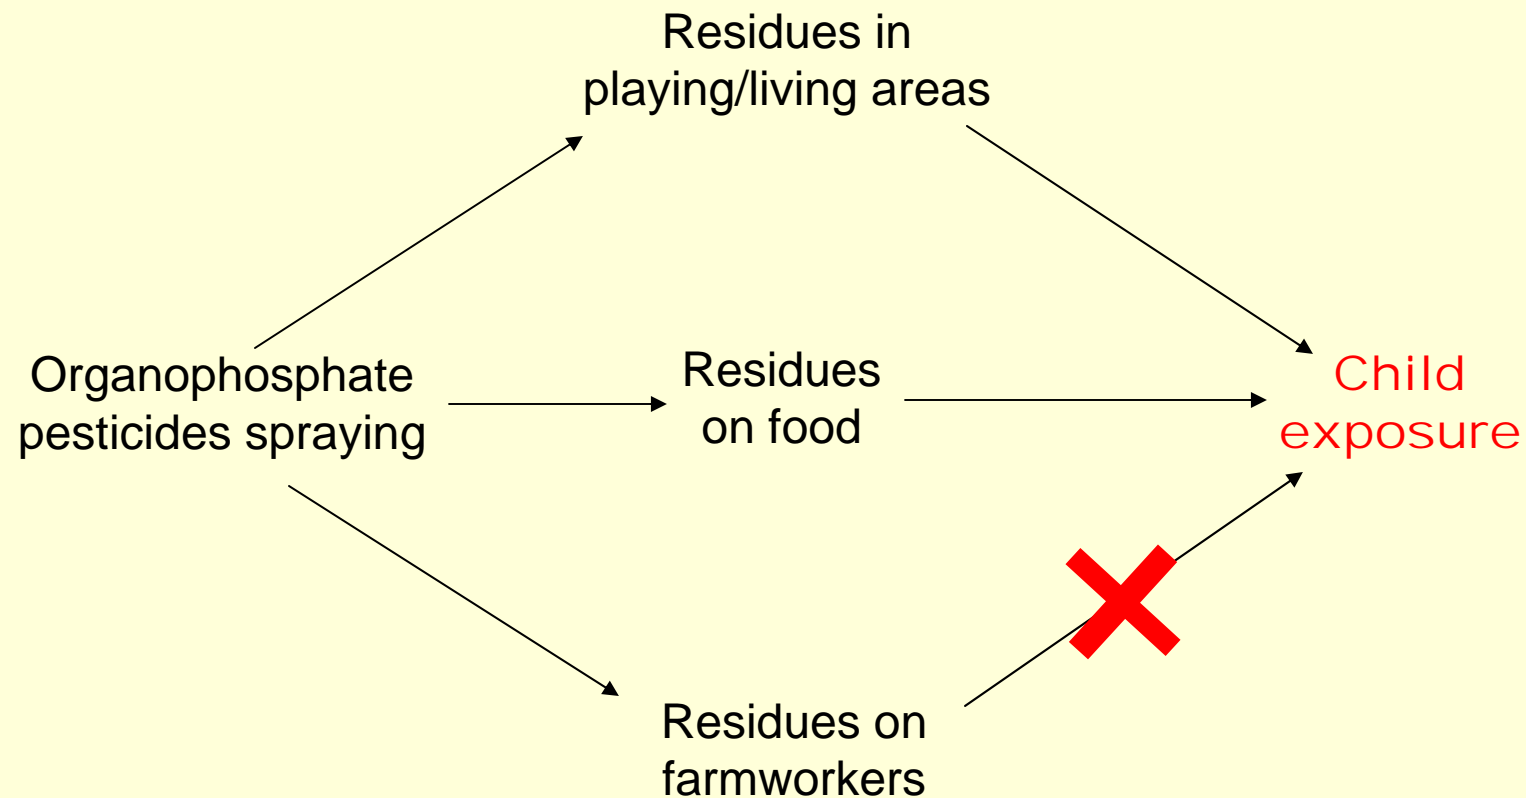 Residues in
playing/living areas
Organophosphate
pesticides spraying
Residues
on food
Child
exposure
Residues on
farmworkers